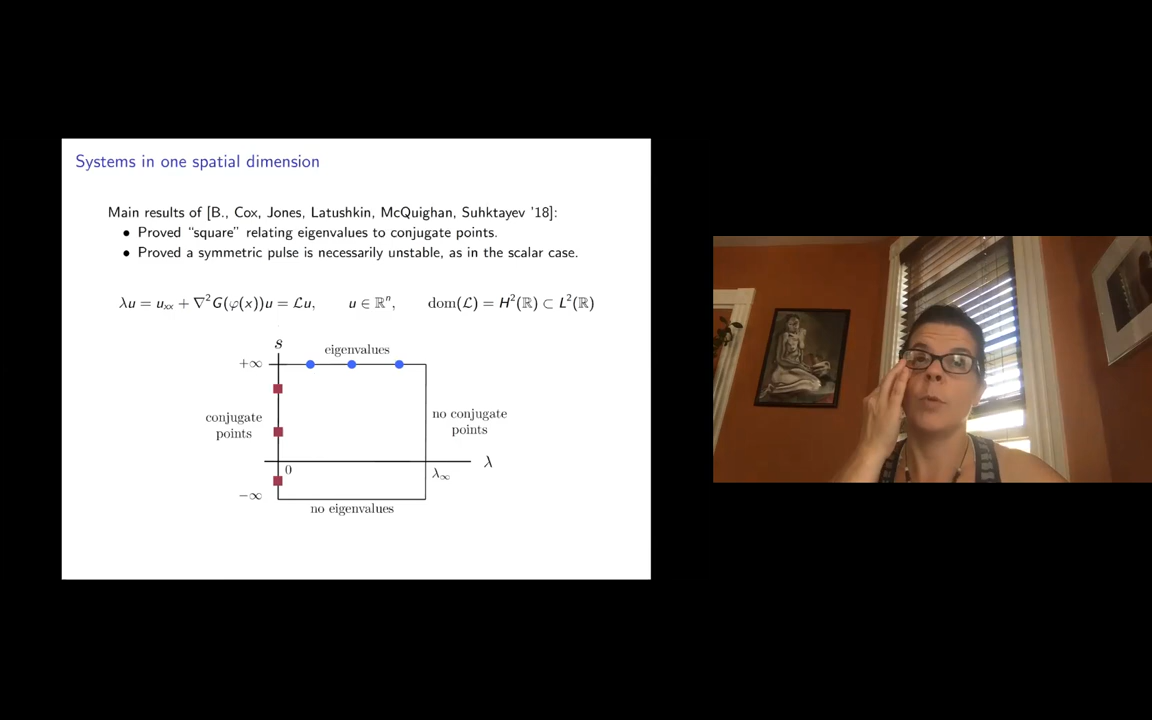 Systems in one spatial dimension
Main results of [B., Cox, Jones, Latushkin, McQuighan, Suhktayev '18]:
• Proved “square” relating eigenvalues to conjugate points.
• Proved a symmetric pulse is necessarily unstable, as in the scalar case.
λu = u_xx + ∇²G(φ(x))u = ℒu, u ∈ ℝⁿ, dom(ℒ) = H²(ℝ) ⊂ L²(ℝ)
s
eigenvalues
+∞
conjugate
points
no conjugate
points
0
λ
λ∞
−∞
no eigenvalues